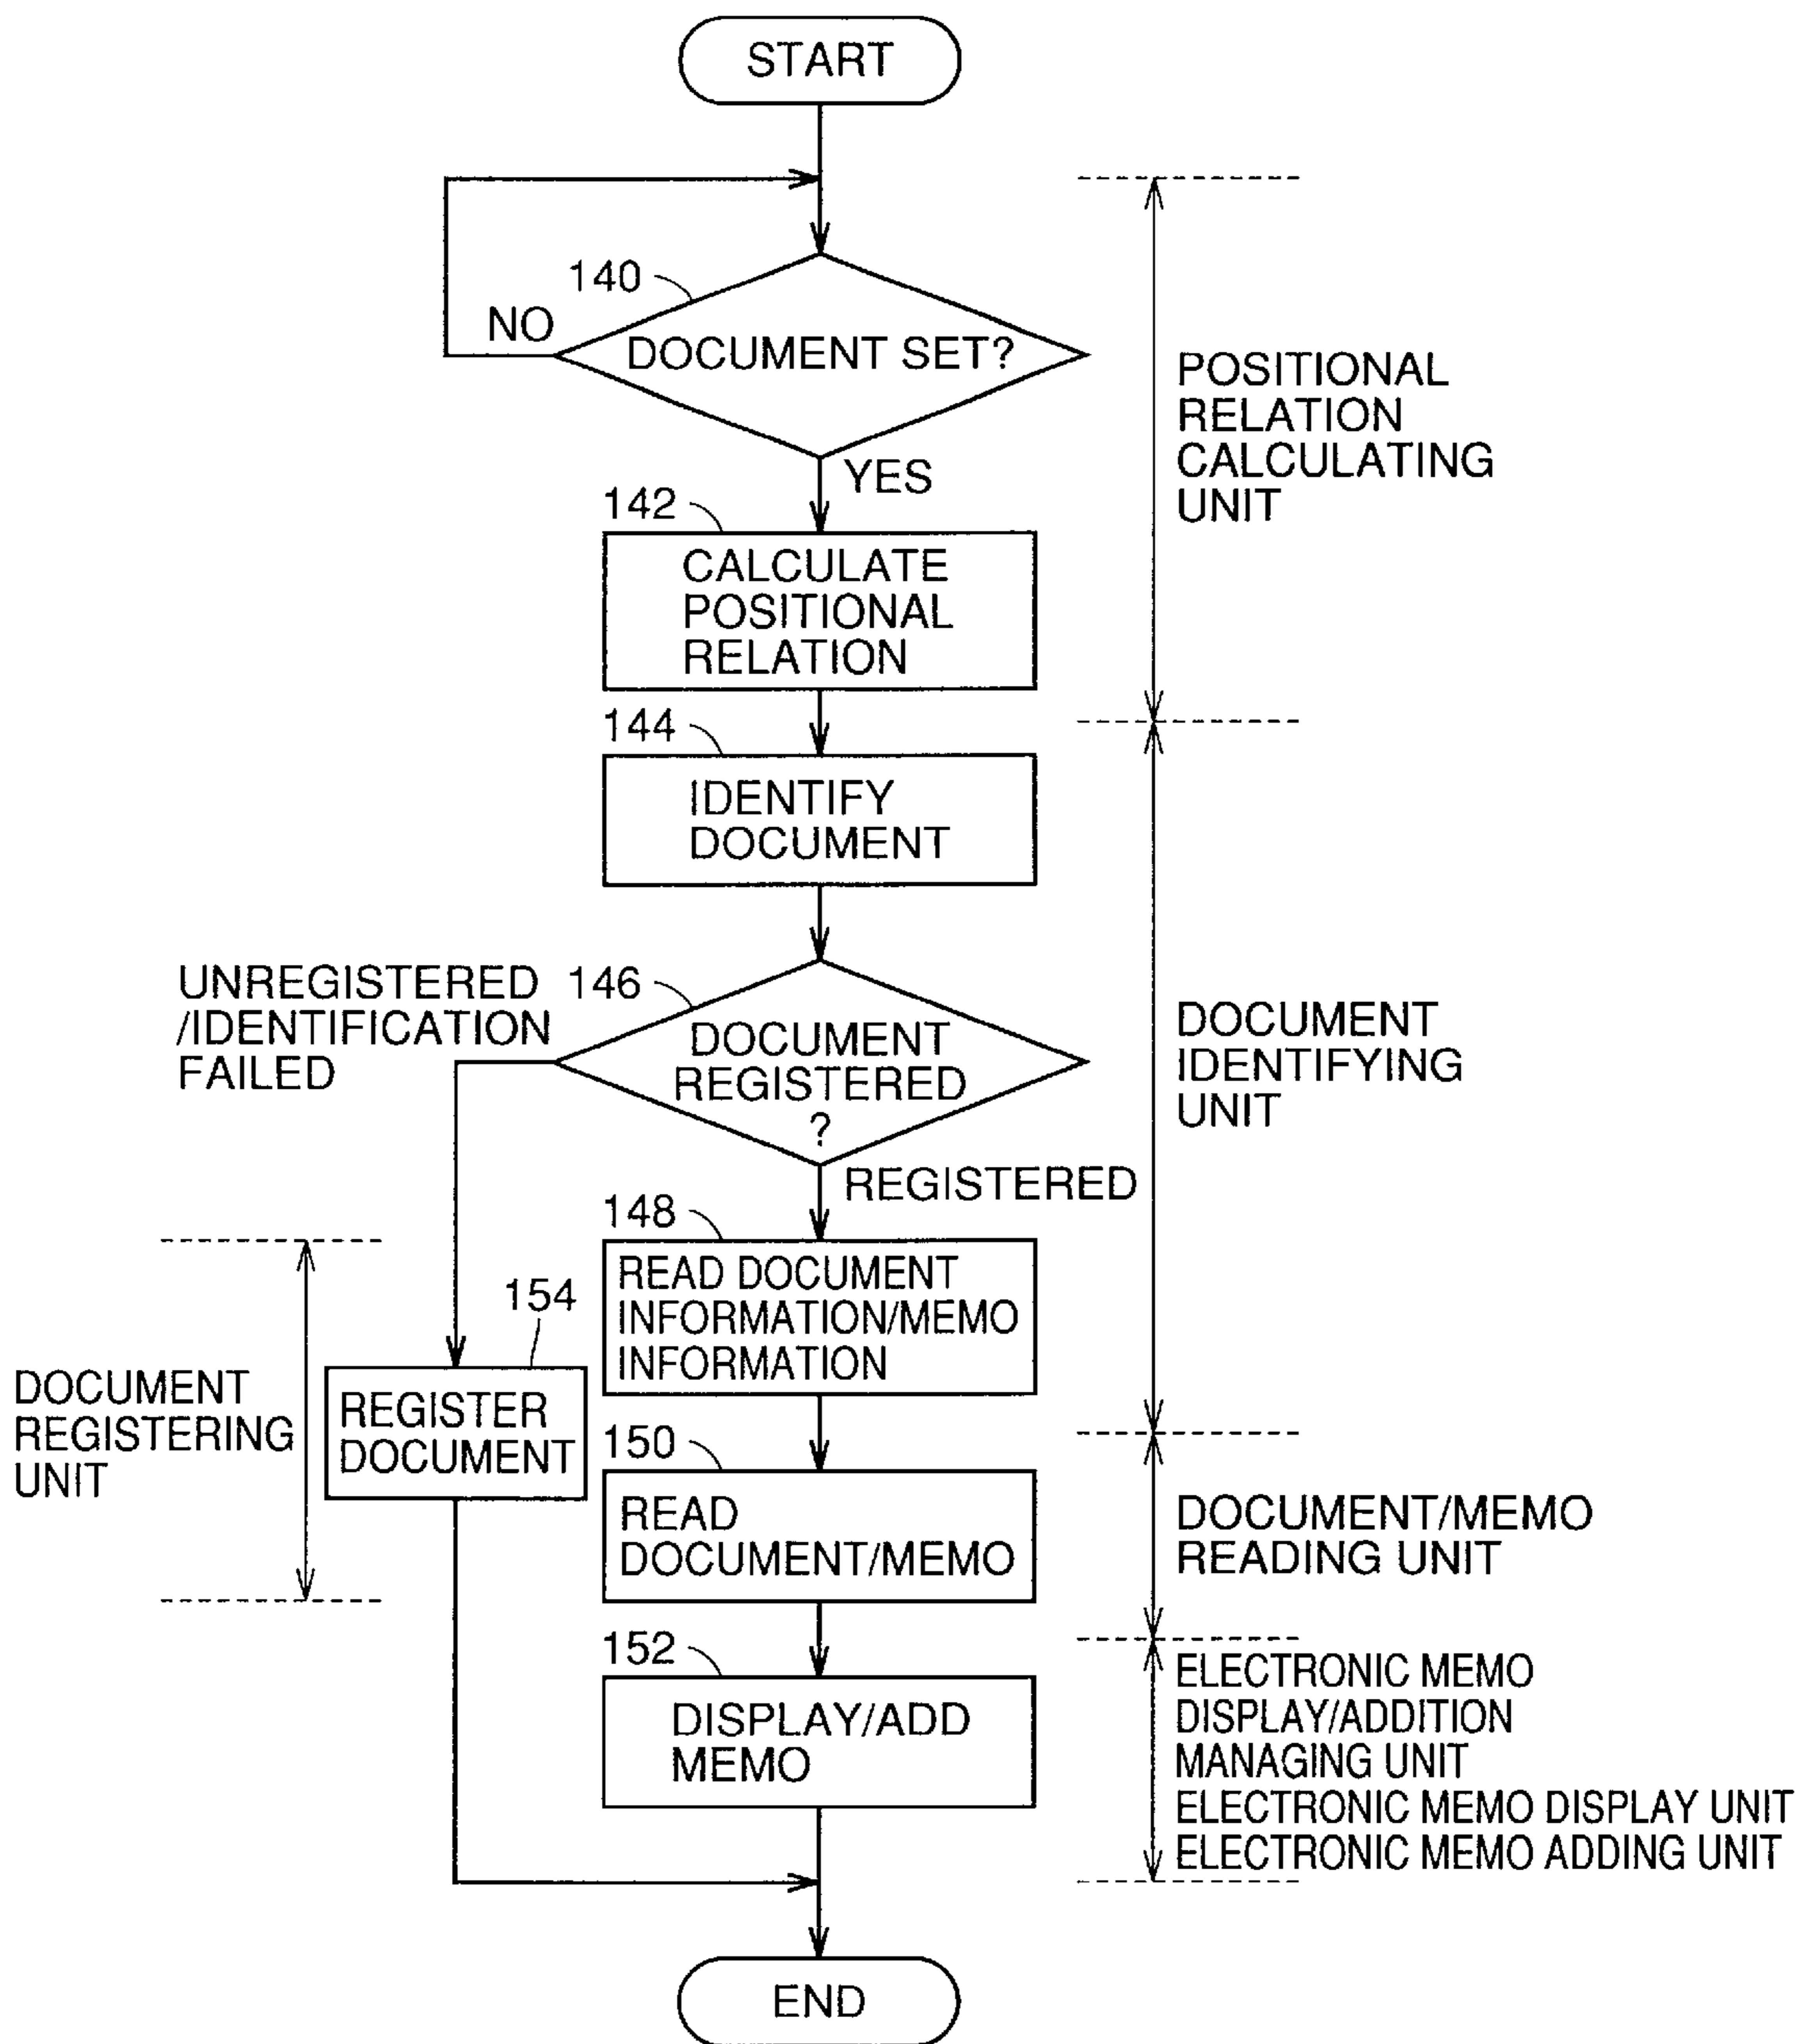 START
140
NO
DOCUMENT SET?
YES
POSITIONAL
RELATION
CALCULATING
UNIT
142
CALCULATE
POSITIONAL
RELATION
144
IDENTIFY
DOCUMENT
UNREGISTERED
/IDENTIFICATION
FAILED
146
DOCUMENT
REGISTERED
?
REGISTERED
DOCUMENT
IDENTIFYING
UNIT
148
READ DOCUMENT
INFORMATION/MEMO
INFORMATION
154
REGISTER
DOCUMENT
DOCUMENT
REGISTERING
UNIT
150
READ
DOCUMENT/MEMO
DOCUMENT/MEMO
READING UNIT
152
DISPLAY/ADD
MEMO
ELECTRONIC MEMO
DISPLAY/ADDITION
MANAGING UNIT
ELECTRONIC MEMO DISPLAY UNIT
ELECTRONIC MEMO ADDING UNIT
END